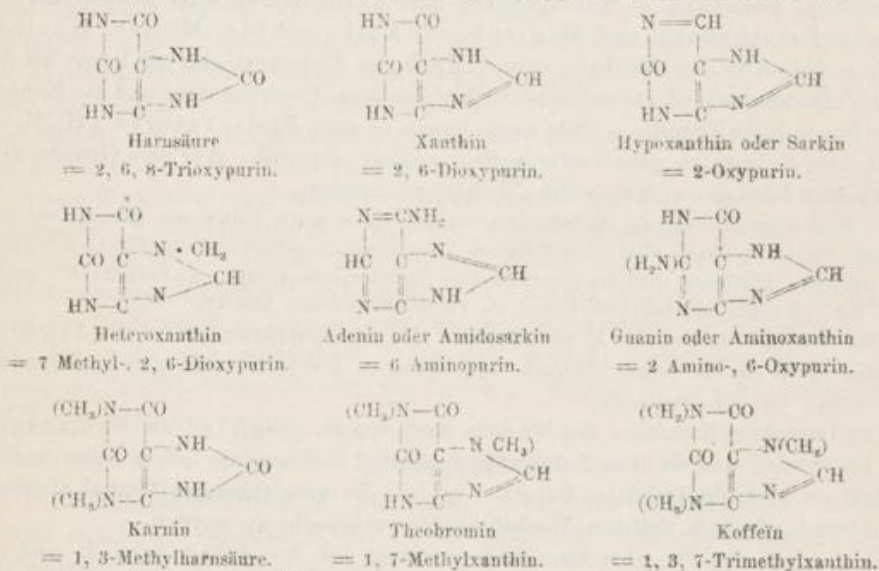 HN—CO
CO C—NH
CO
HN—C—NH
Harnsäure
= 2, 6, 8-Trioxypurin.
HN—CO
CO C—NH
CH
HN—C—N
Xanthin
= 2, 6-Dioxypurin.
N=CH
CO C—NH
CH
HN—C—N
Hypoxanthin oder Sarkin
= 2-Oxypurin.
HN—CO
CO C—N • CH₃
CH
HN—C—N
Heteroxanthin
= 7 Methyl-, 2, 6-Dioxypurin.
N=CNH₂
HC C—N
CH
N—C—NH
Adenin oder Amidosarkin
= 6 Aminopurin.
HN—CO
(H₂N)C C—NH
CH
N—C—N
Guanin oder Aminoxanthin
= 2 Amino-, 6-Oxypurin.
(CH₃)N—CO
CO C—NH
CO
(CH₃)N—C—NH
Karnin
= 1, 3-Methylharnsäure.
(CH₃)N—CO
CO C—N(CH₃)
CH
HN—C—N
Theobromin
= 1, 7-Methylxanthin.
(CH₃)N—CO
CO C—N(CH₃)
CH
(CH₃)N—C—N
Koffeïn
= 1, 3, 7-Trimethylxanthin.